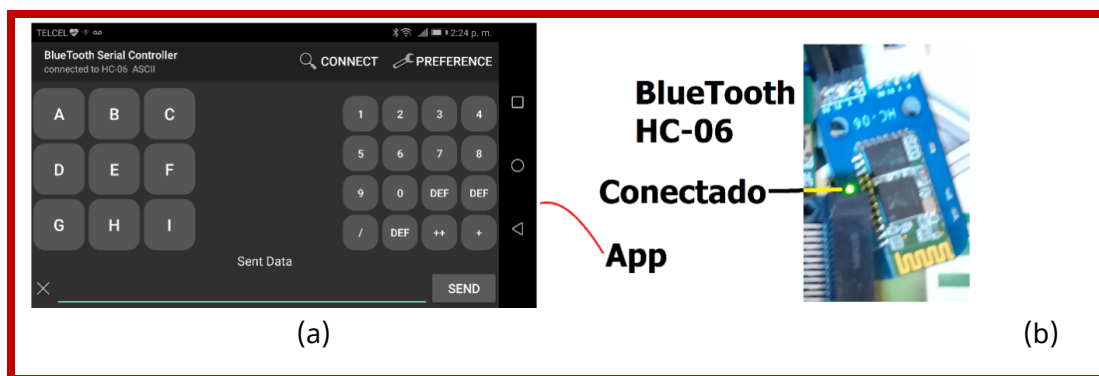 TELCEL 2:24 p. m.
BlueTooth Serial Controller
connected to HC-06 ASCII
CONNECT
PREFERENCE
A B C
D E F
G H I
1 2 3 4
5 6 7 8
9 0 DEF DEF
/ DEF ++ +
Sent Data
SEND
(a)
BlueTooth
HC-06
Conectado
App
HC-06
(b)